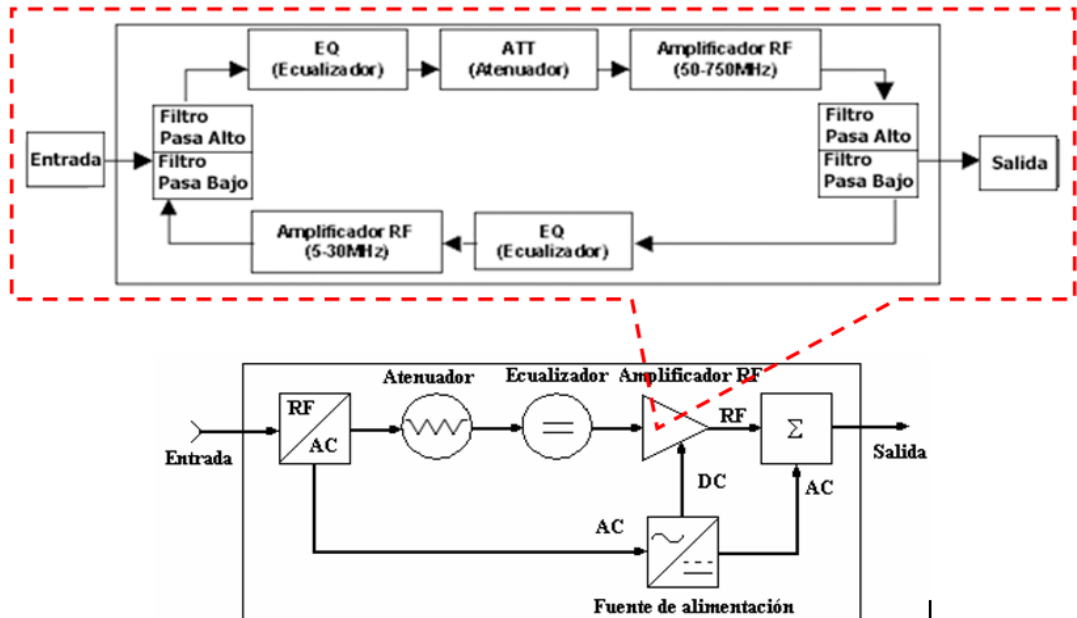 EQ
(Ecualizador)
ATT
(Atenuador)
Amplificador RF
(50-750MHz)
Filtro
Pasa Alto
Filtro
Pasa Bajo
Entrada
Filtro
Pasa Alto
Filtro
Pasa Bajo
Salida
Amplificador RF
(5-30MHz)
EQ
(Ecualizador)
Atenuador
Ecualizador
Amplificador RF
RF
AC
RF
Σ
Entrada
Salida
DC
AC
AC
Fuente de alimentación